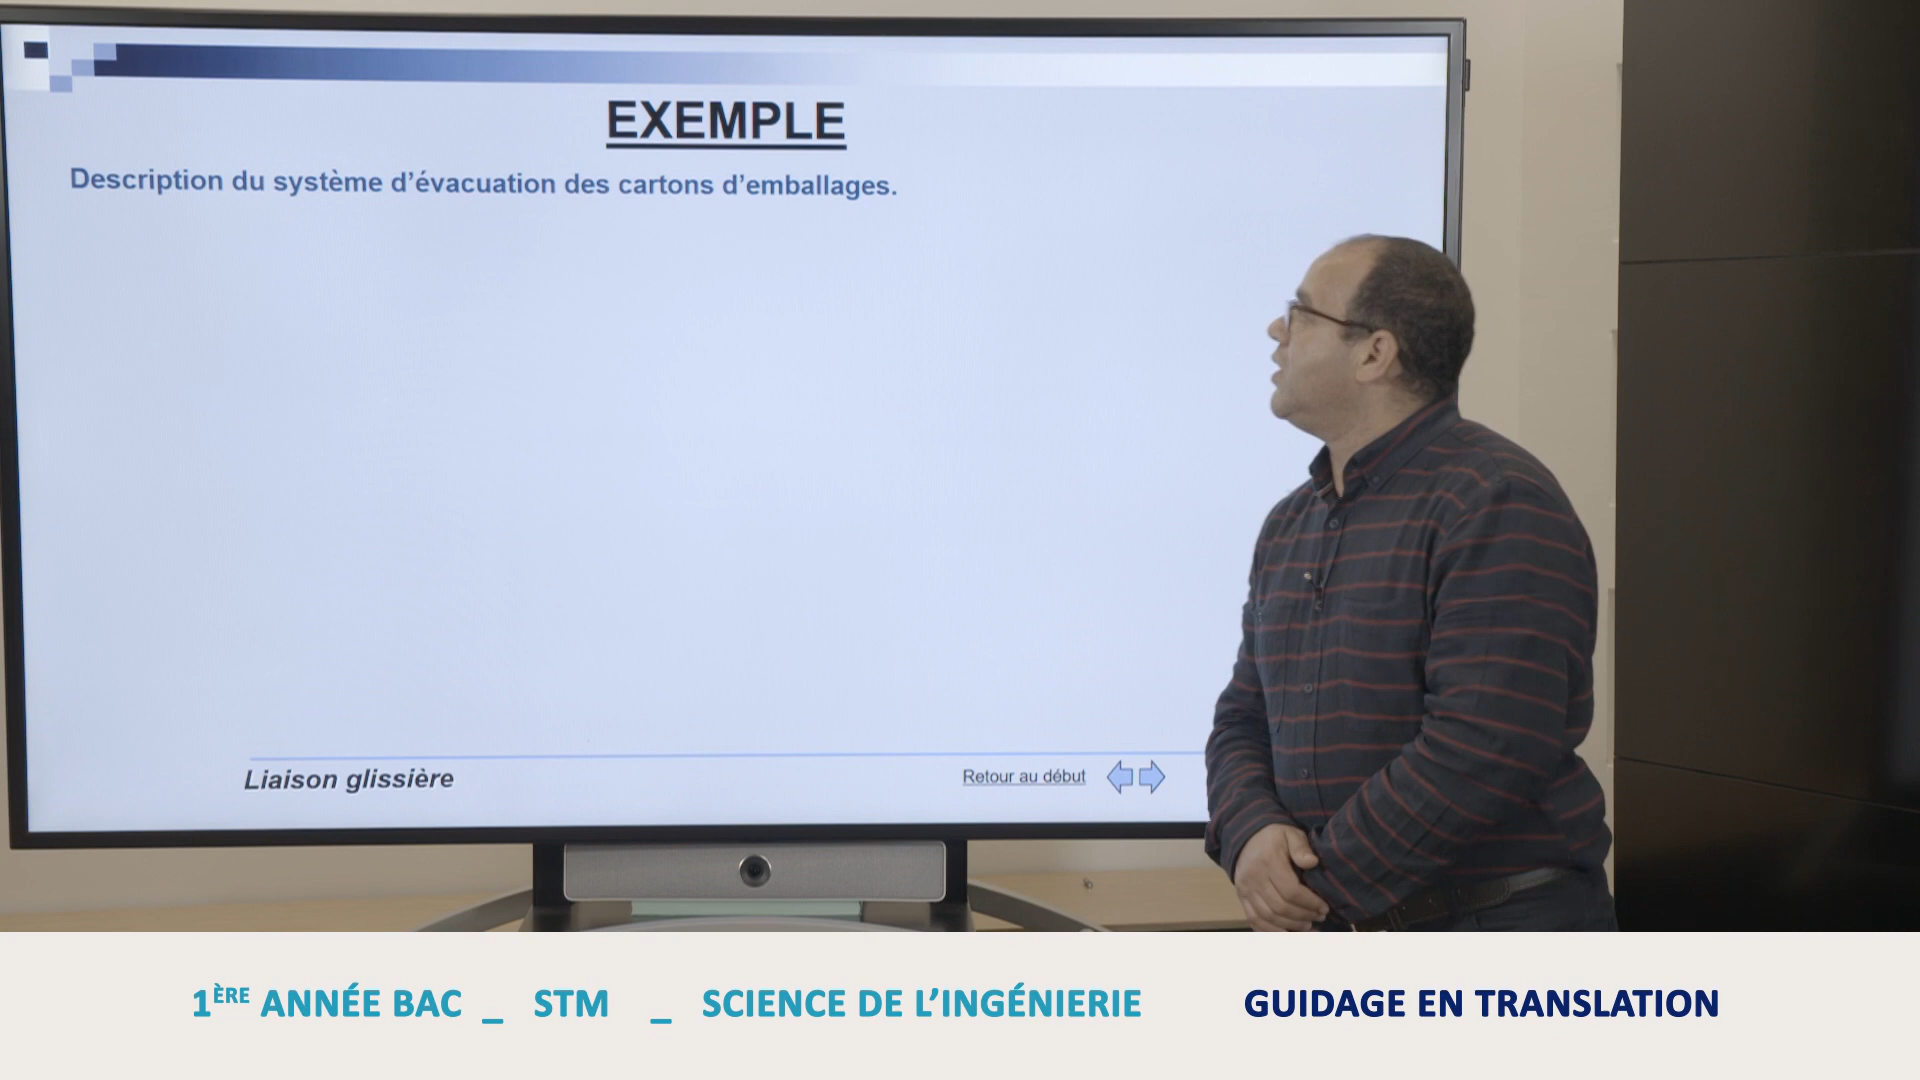 EXEMPLE
Description du système d’évacuation des cartons d’emballages.
Liaison glissière
Retour au début
1ÈRE ANNÉE BAC _ STM _ SCIENCE DE L’INGÉNIERIE GUIDAGE EN TRANSLATION